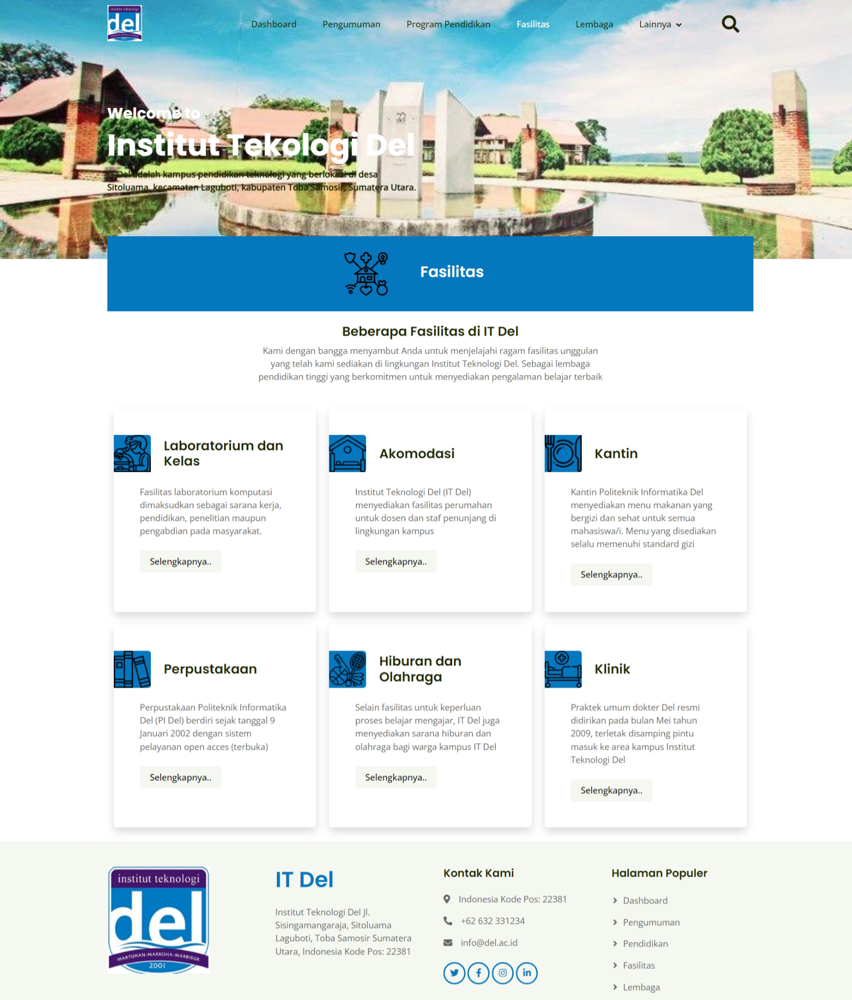 institut teknologi
del
MARTUHAN-MARROHA-MARBISUK
2001
Dashboard
Pengumuman
Program Pendidikan
Fasilitas
Lembaga
Lainnya
del
Welcome to
Institut Tekologi Del
Del adalah kampus pendidikan teknologi yang berlokasi di desa
Sitoluama, kecamatan Laguboti, kabupaten Toba Samosir, Sumatera Utara.
Fasilitas
Beberapa Fasilitas di IT Del
Kami dengan bangga menyambut Anda untuk menjelajahi ragam fasilitas unggulan
yang telah kami sediakan di lingkungan Institut Teknologi Del. Sebagai lembaga
pendidikan tinggi yang berkomitmen untuk menyediakan pengalaman belajar terbaik
Laboratorium dan
Kelas
Fasilitas laboratorium komputasi
dimaksudkan sebagai sarana kerja,
pendidikan, penelitian maupun
pengabdian pada masyarakat.
Selengkapnya..
Akomodasi
Institut Teknologi Del (IT Del)
menyediakan fasilitas perumahan
untuk dosen dan staf penunjang di
lingkungan kampus
Selengkapnya..
Kantin
Kantin Politeknik Informatika Del
menyediakan menu makanan yang
bergizi dan sehat untuk semua
mahasiswa/i. Menu yang disediakan
selalu memenuhi standard gizi
Selengkapnya..
Perpustakaan
Perpustakaan Politeknik Informatika
Del (PI Del) berdiri sejak tanggal 9
Januari 2002 dengan sistem
pelayanan open acces (terbuka)
Selengkapnya..
Hiburan dan
Olahraga
Selain fasilitas untuk keperluan
proses belajar mengajar, IT Del juga
menyediakan sarana hiburan dan
olahraga bagi warga kampus IT Del
Selengkapnya..
Klinik
Praktek umum dokter Del resmi
didirikan pada bulan Mei tahun
2009, terletak disamping pintu
masuk ke area kampus Institut
Teknologi Del
Selengkapnya..
institut teknologi
del
MARTUHAN-MARROHA-MARBISUK
2001
IT Del
Institut Teknologi Del Jl.
Sisingamangaraja, Sitoluama
Laguboti, Toba Samosir Sumatera
Utara, Indonesia Kode Pos: 22381
Kontak Kami
Indonesia Kode Pos: 22381
+62 632 331234
info@del.ac.id
Halaman Populer
Dashboard
Pengumuman
Pendidikan
Fasilitas
Lembaga